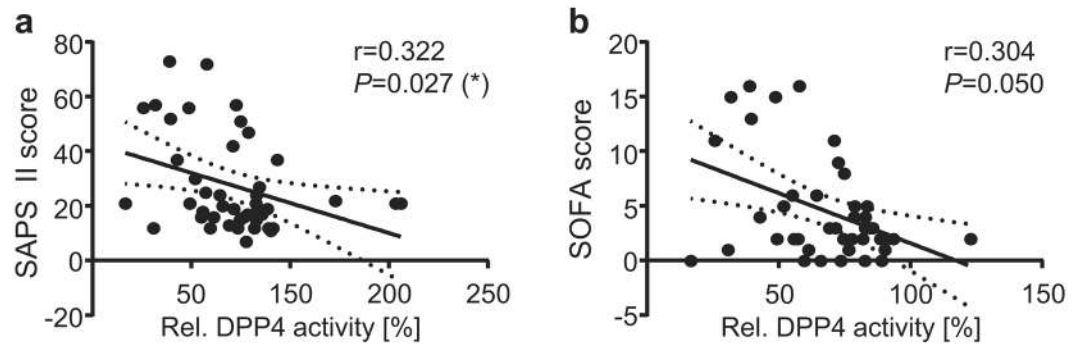 a
80
60
40
20
0
-20
SAPS II score
r=0.322
P=0.027 (*)
50 150 200 250
Rel. DPP4 activity [%]
b
20
15
10
5
0
-5
SOFA score
r=0.304
P=0.050
50 100 150
Rel. DPP4 activity [%]